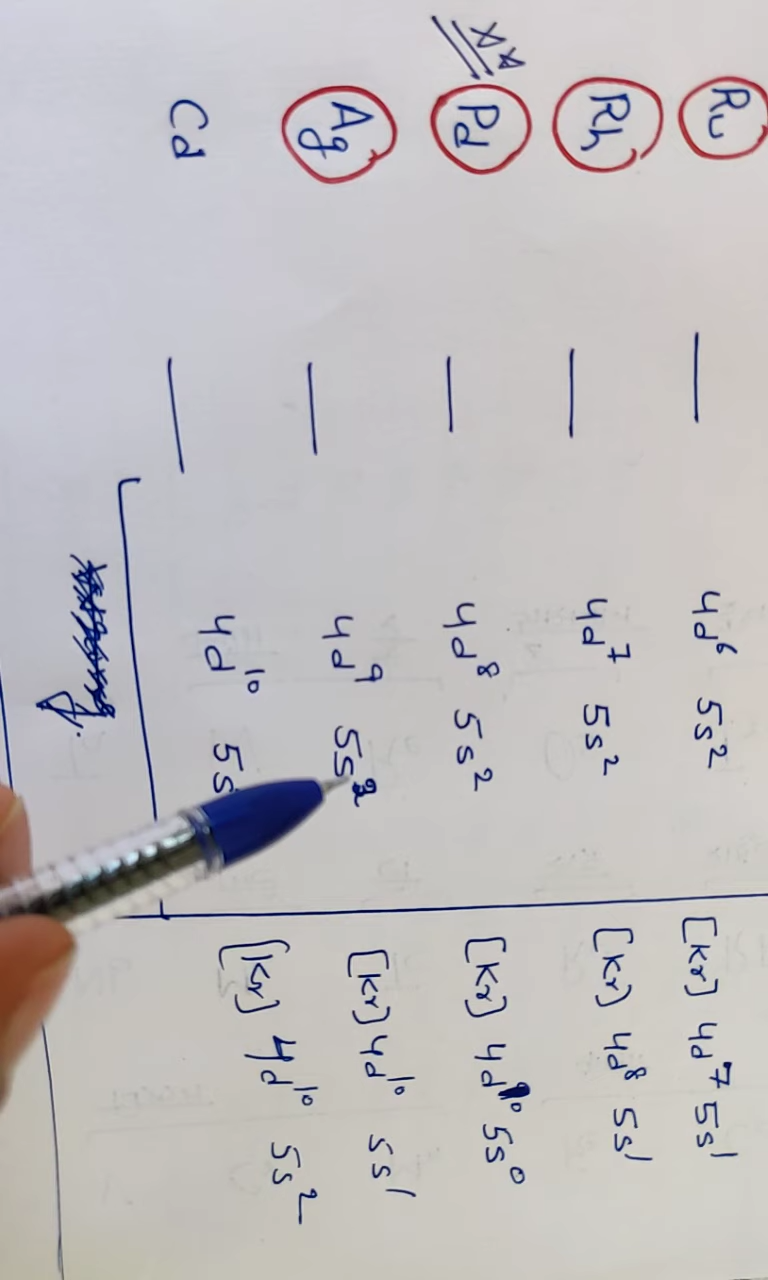 Ru — 4d⁶ 5s² [Kr] 4d⁷ 5s¹
Rh — 4d⁷ 5s² [Kr] 4d⁸ 5s¹
Pd — 4d⁸ 5s² [Kr] 4d¹⁰ 5s⁰
Ag — 4d⁹ 5s² [Kr] 4d¹⁰ 5s¹
Cd — 4d¹⁰ 5s [Kr] 4d¹⁰ 5s²